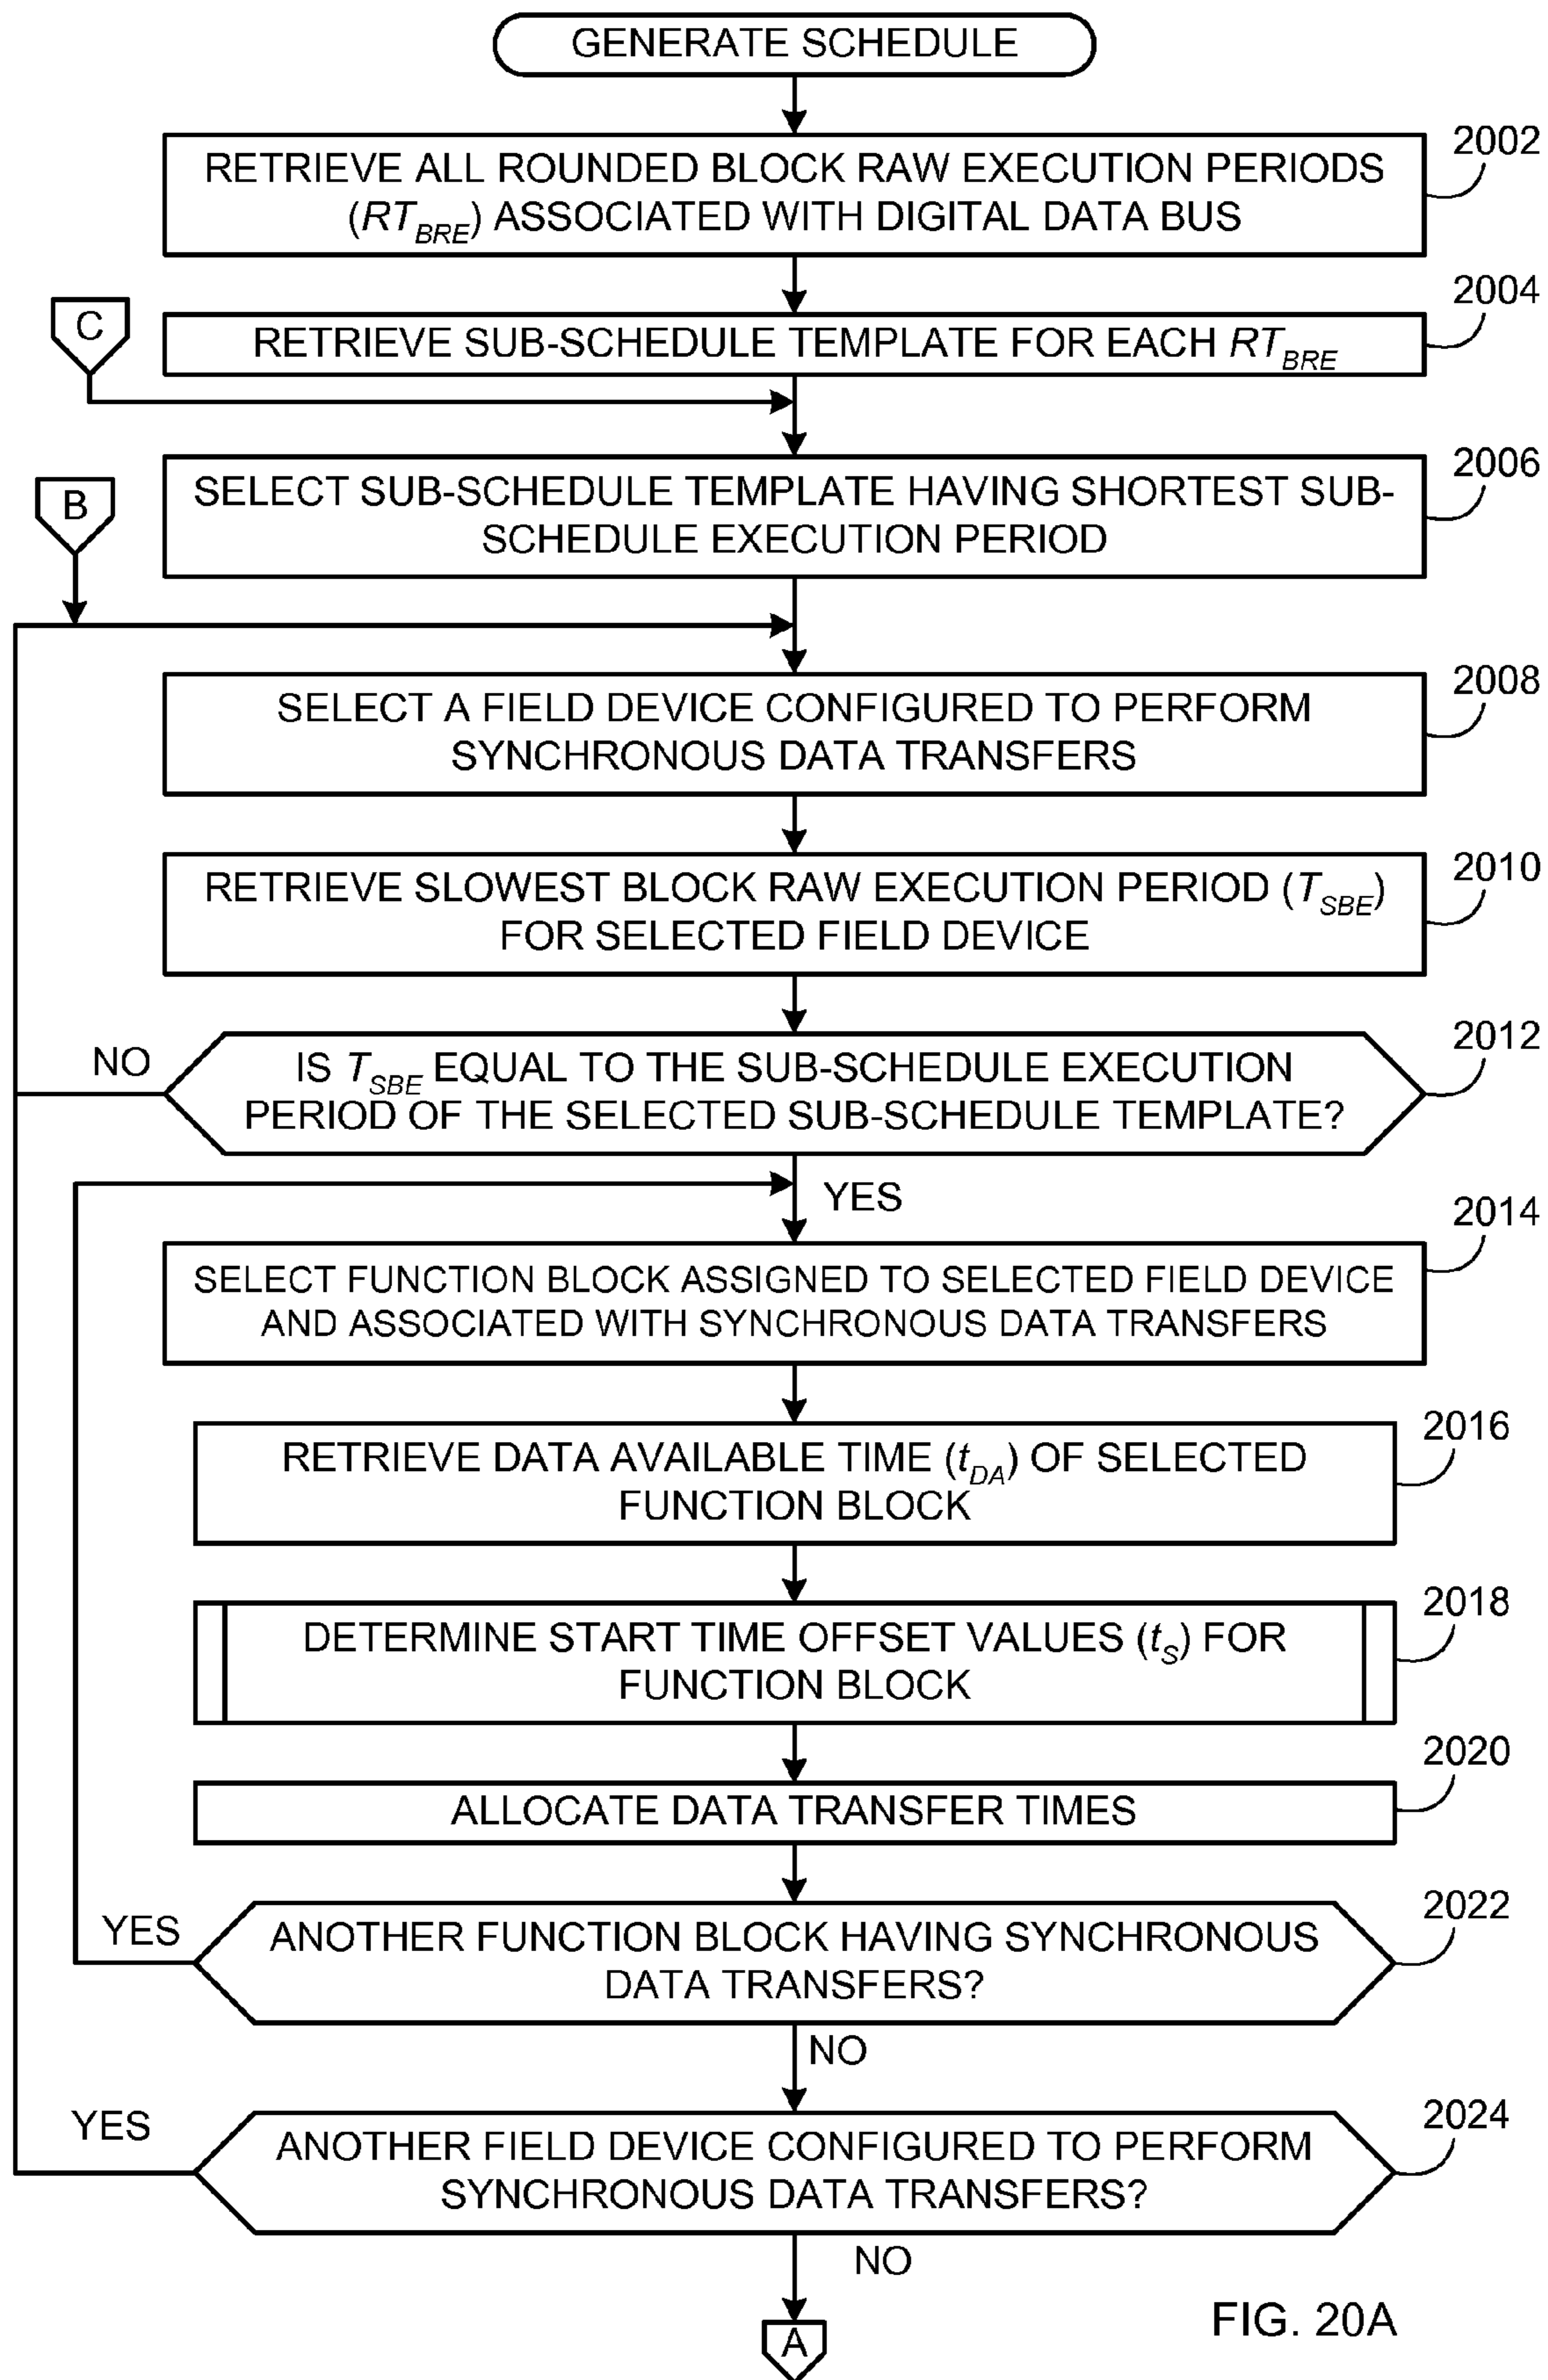 GENERATE SCHEDULE
2002
RETRIEVE ALL ROUNDED BLOCK RAW EXECUTION PERIODS
(RT_BRE) ASSOCIATED WITH DIGITAL DATA BUS
2004
C
RETRIEVE SUB-SCHEDULE TEMPLATE FOR EACH RT_BRE
2006
B
SELECT SUB-SCHEDULE TEMPLATE HAVING SHORTEST SUB-
SCHEDULE EXECUTION PERIOD
2008
SELECT A FIELD DEVICE CONFIGURED TO PERFORM
SYNCHRONOUS DATA TRANSFERS
2010
RETRIEVE SLOWEST BLOCK RAW EXECUTION PERIOD (T_SBE)
FOR SELECTED FIELD DEVICE
2012
NO
IS T_SBE EQUAL TO THE SUB-SCHEDULE EXECUTION
PERIOD OF THE SELECTED SUB-SCHEDULE TEMPLATE?
YES
2014
SELECT FUNCTION BLOCK ASSIGNED TO SELECTED FIELD DEVICE
AND ASSOCIATED WITH SYNCHRONOUS DATA TRANSFERS
2016
RETRIEVE DATA AVAILABLE TIME (t_DA) OF SELECTED
FUNCTION BLOCK
2018
DETERMINE START TIME OFFSET VALUES (t_S) FOR
FUNCTION BLOCK
2020
ALLOCATE DATA TRANSFER TIMES
2022
YES
ANOTHER FUNCTION BLOCK HAVING SYNCHRONOUS
DATA TRANSFERS?
NO
2024
YES
ANOTHER FIELD DEVICE CONFIGURED TO PERFORM
SYNCHRONOUS DATA TRANSFERS?
NO
FIG. 20A
A